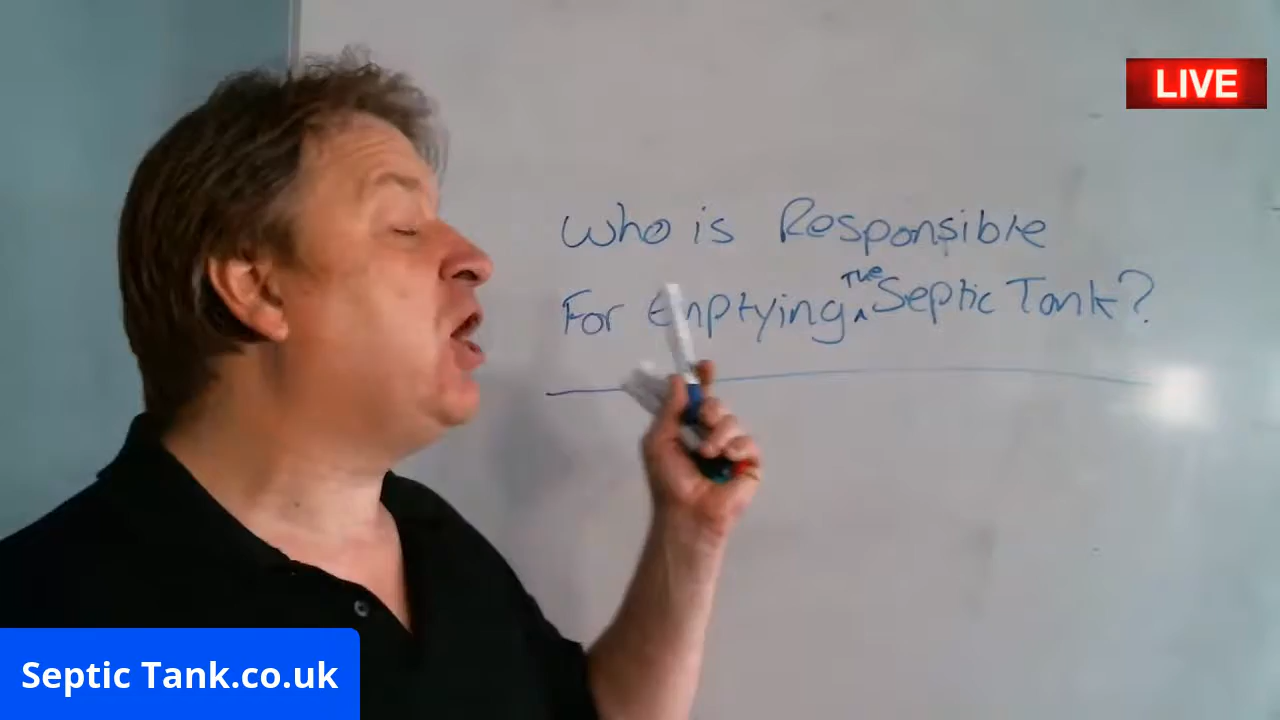 LIVE
Who is Responsible
For Emptying The Septic Tank?
Septic Tank.co.uk